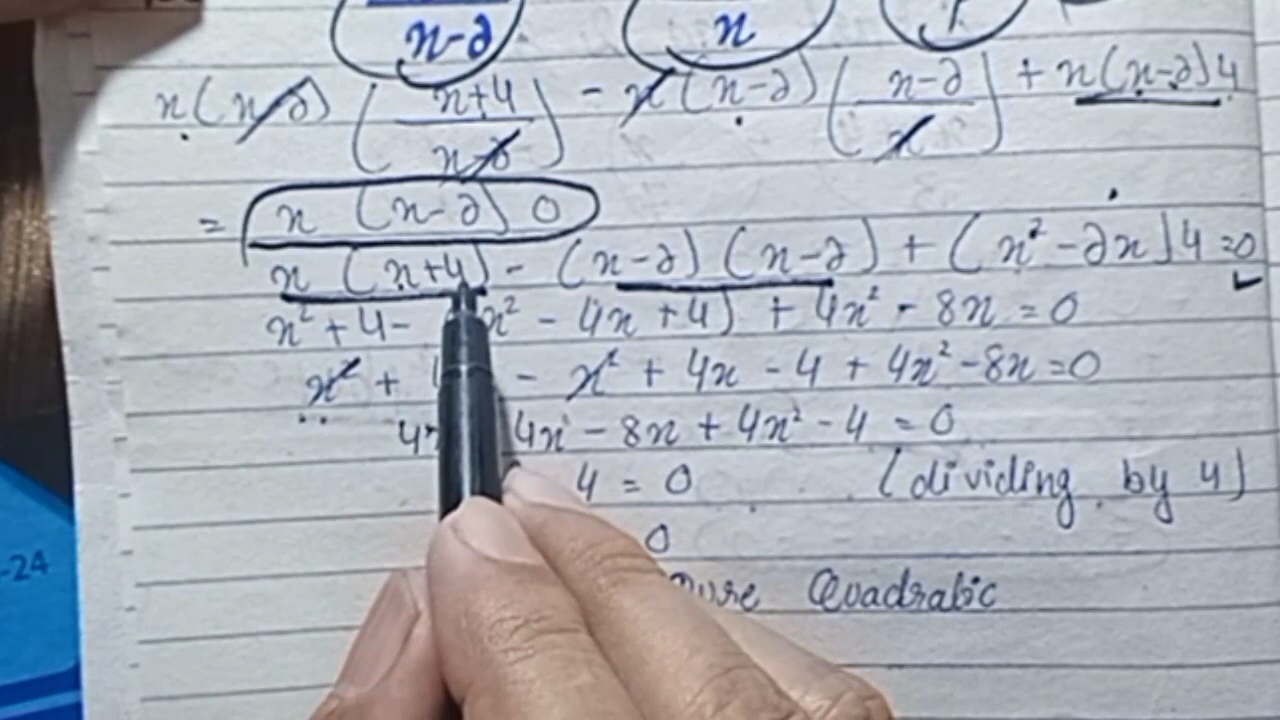 x-2 x
x(x-2) (x+4/x-2) - x(x-2) (x-2/x) + x(x-2)4
= x (x-2) 0
x (x+4) - (x-2) (x-2) + (x² - 2x)4 = 0
x² + 4 - x² - 4x + 4) + 4x² - 8x = 0
x² + - x² + 4x - 4 + 4x² - 8x = 0
4x - 8x + 4x² - 4 = 0
4 = 0 (dividing by 4)
0
Pure Quadrabic
-24